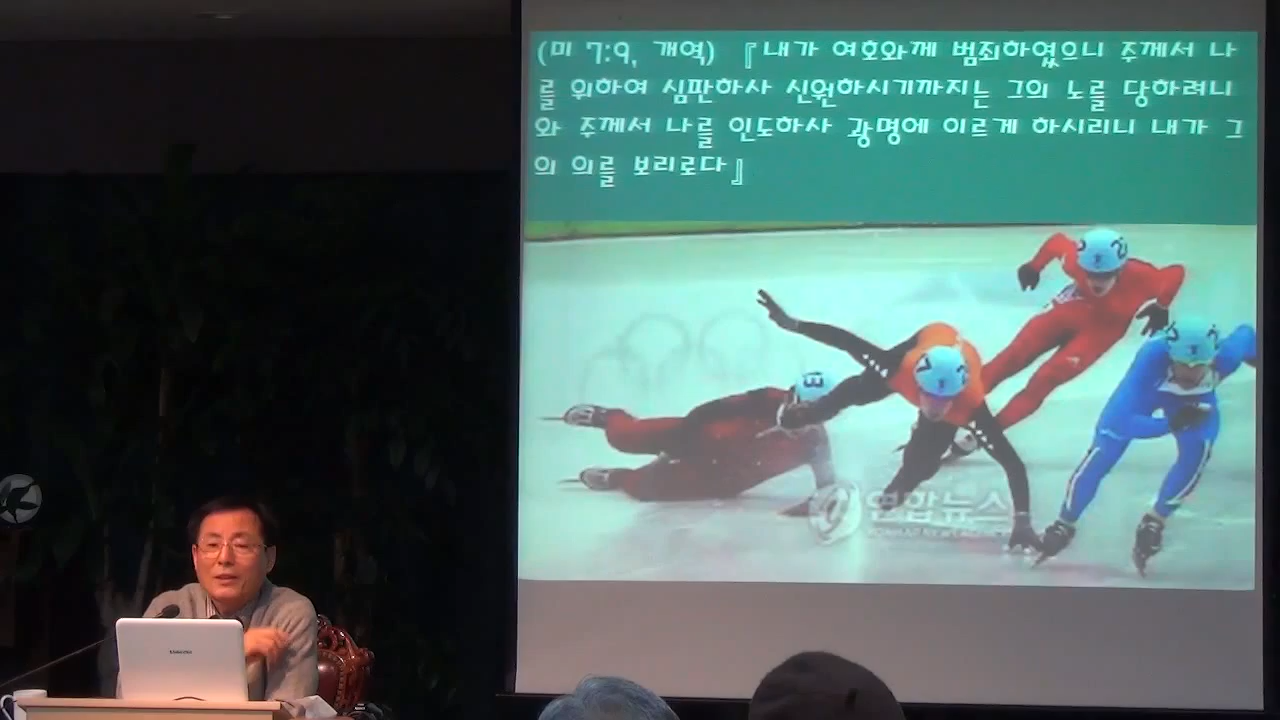 (미 7:9, 개역) 『내가 여호와께 범죄하였으니 주께서 나
를 위하여 심판하사 신원하시기까지는 그의 노를 당하려니
와 주께서 나를 인도하사 광명에 이르게 하시리니 내가 그
의 의를 보리로다』
13
연합뉴스
SAMSUNG